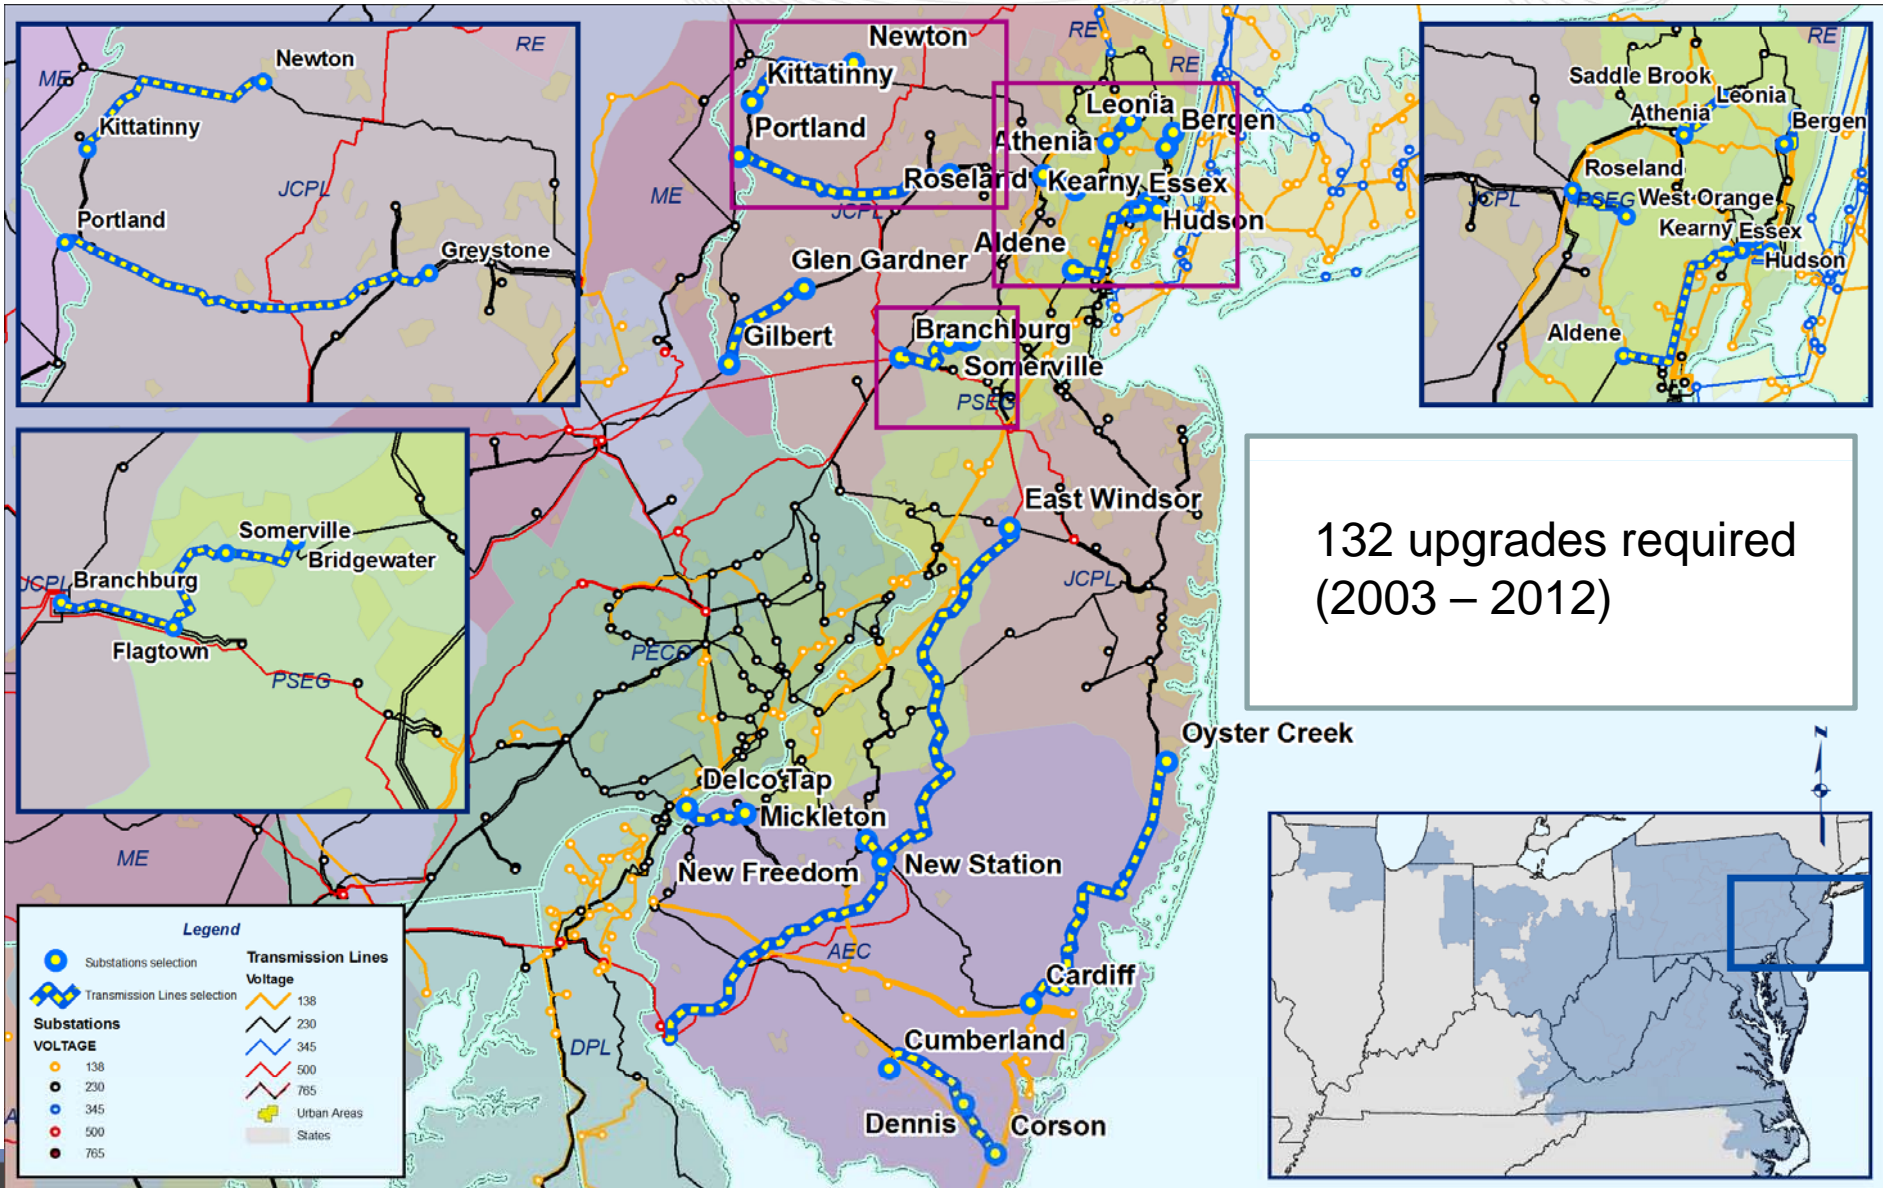 ME
RE
Newton
Kittatinny
JCPL
Portland
Greystone
Newton
Kittatinny
Portland
ME
JCPL
Roseland
RE
RE
Leonia
Bergen
Athenia
Kearny
Essex
Hudson
Aldene
Glen Gardner
Gilbert
Branchburg
Somerville
PSEG
RE
Saddle Brook
Leonia
Athenia
Bergen
Roseland
JCPL
PSEG
West Orange
Kearny
Essex
Hudson
Aldene
Somerville
Bridgewater
JCPL
Branchburg
Flagtown
PSEG
132 upgrades required
(2003 – 2012)
East Windsor
JCPL
PECO
Oyster Creek
Delco Tap
Mickleton
New Freedom
New Station
ME
AEC
Cardiff
Cumberland
DPL
Dennis
Corson
N
Legend
Substations selection
Transmission Lines selection
Substations
VOLTAGE
138
230
345
500
765
Transmission Lines
Voltage
138
230
345
500
765
Urban Areas
States